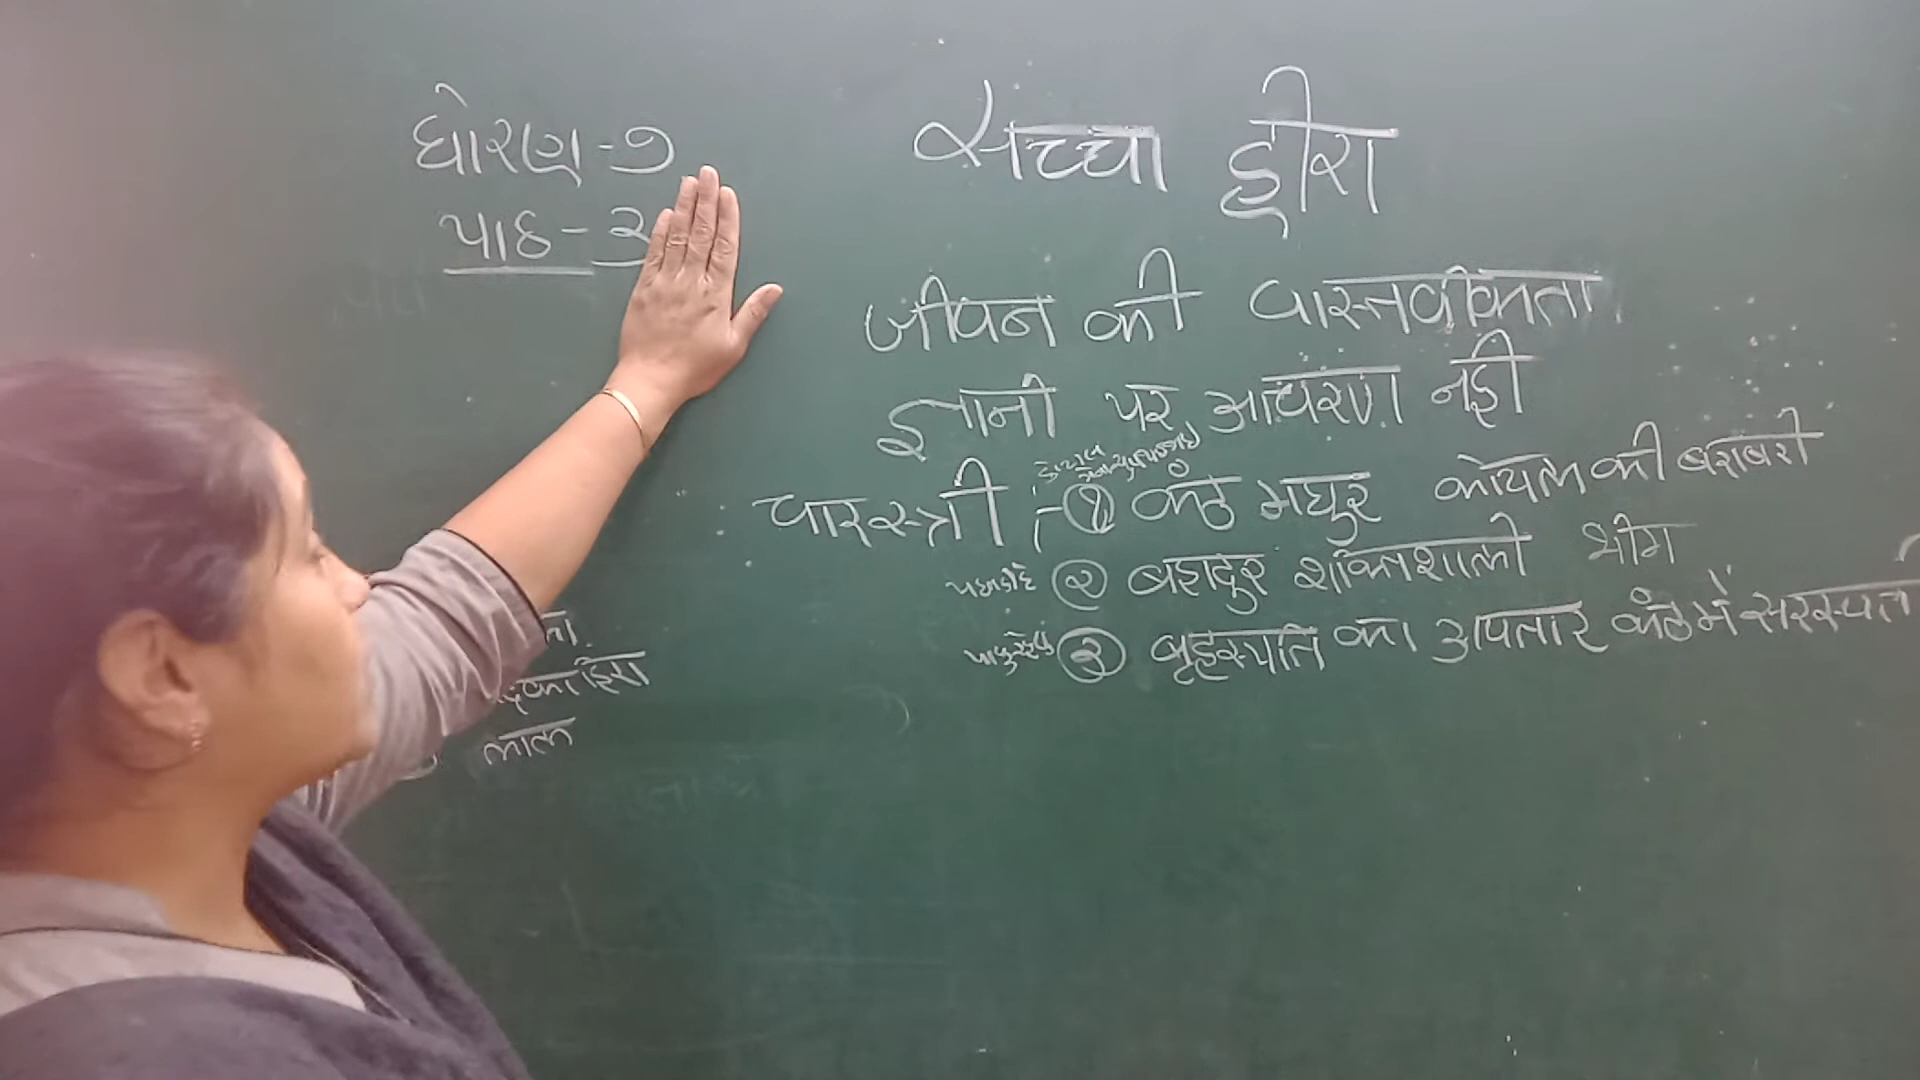 ધોરણ-૭
પાઠ-૩
सच्चा हीरा
जीवन की वास्तवीकता
ज्ञानी पर आचरण नही
चारस्त्री :- ① कंठ मधुर कोयल की बराबरी
② बहादुर शक्तिशाली भीम
③ बृहस्पति का अवतार कंठ में सरस्वती
का हिरा
लाल